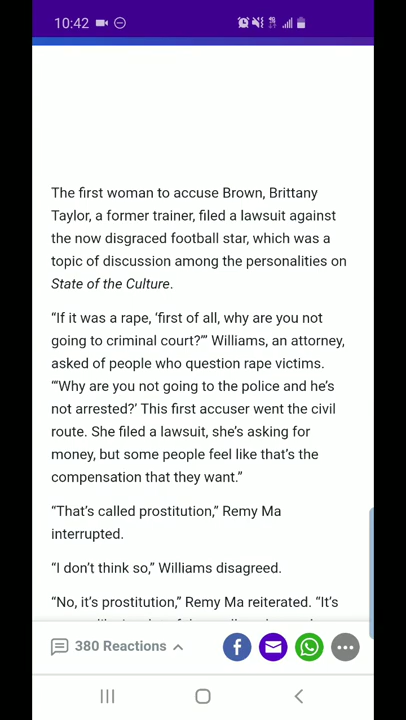 10:42
The first woman to accuse Brown, Brittany
Taylor, a former trainer, filed a lawsuit against
the now disgraced football star, which was a
topic of discussion among the personalities on
State of the Culture.
“If it was a rape, ‘first of all, why are you not
going to criminal court?’” Williams, an attorney,
asked of people who question rape victims.
“‘Why are you not going to the police and he’s
not arrested?’ This first accuser went the civil
route. She filed a lawsuit, she’s asking for
money, but some people feel like that’s the
compensation that they want.”
“That’s called prostitution,” Remy Ma
interrupted.
“I don’t think so,” Williams disagreed.
“No, it’s prostitution,” Remy Ma reiterated. “It’s
380 Reactions